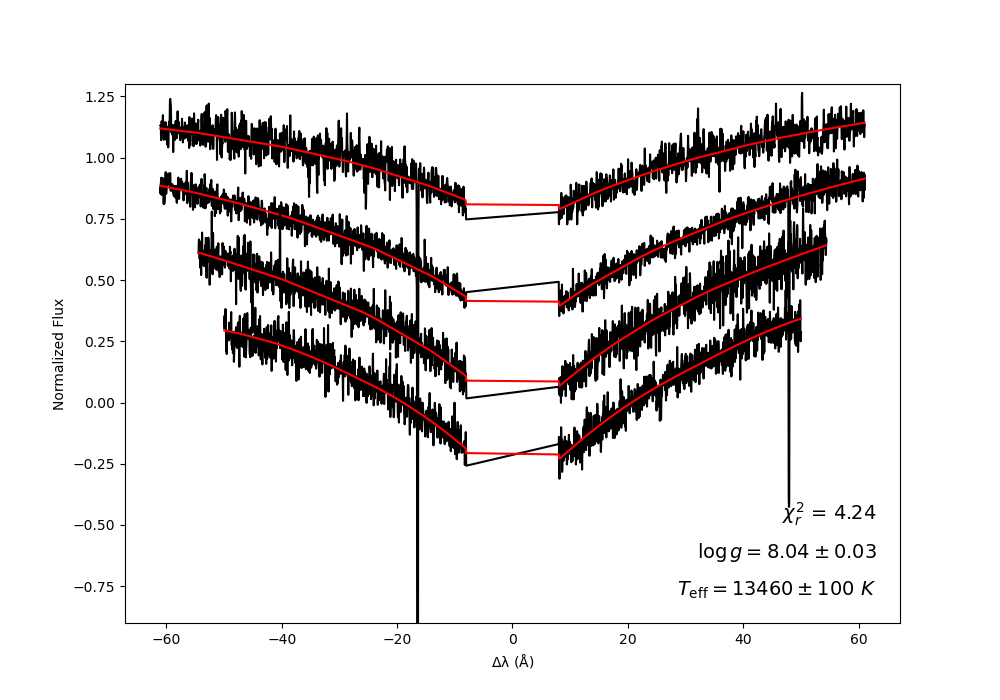 1.25
1.00
0.75
0.50
0.25
0.00
−0.25
−0.50
−0.75
Normalized Flux
χ²ᵣ = 4.24
log g = 8.04 ± 0.03
T_eff = 13460 ± 100 K
−60 −40 −20 0 20 40 60
Δλ (Å)